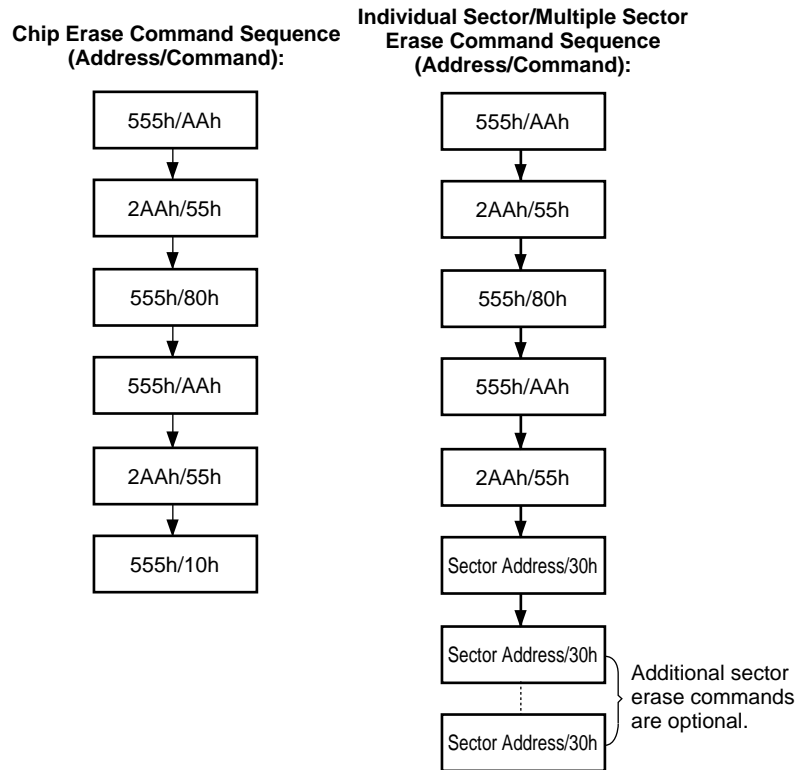 Chip Erase Command Sequence
(Address/Command):
555h/AAh
2AAh/55h
555h/80h
555h/AAh
2AAh/55h
555h/10h
Individual Sector/Multiple Sector
Erase Command Sequence
(Address/Command):
555h/AAh
2AAh/55h
555h/80h
555h/AAh
2AAh/55h
Sector Address/30h
Sector Address/30h
Sector Address/30h
Additional sector
erase commands
are optional.